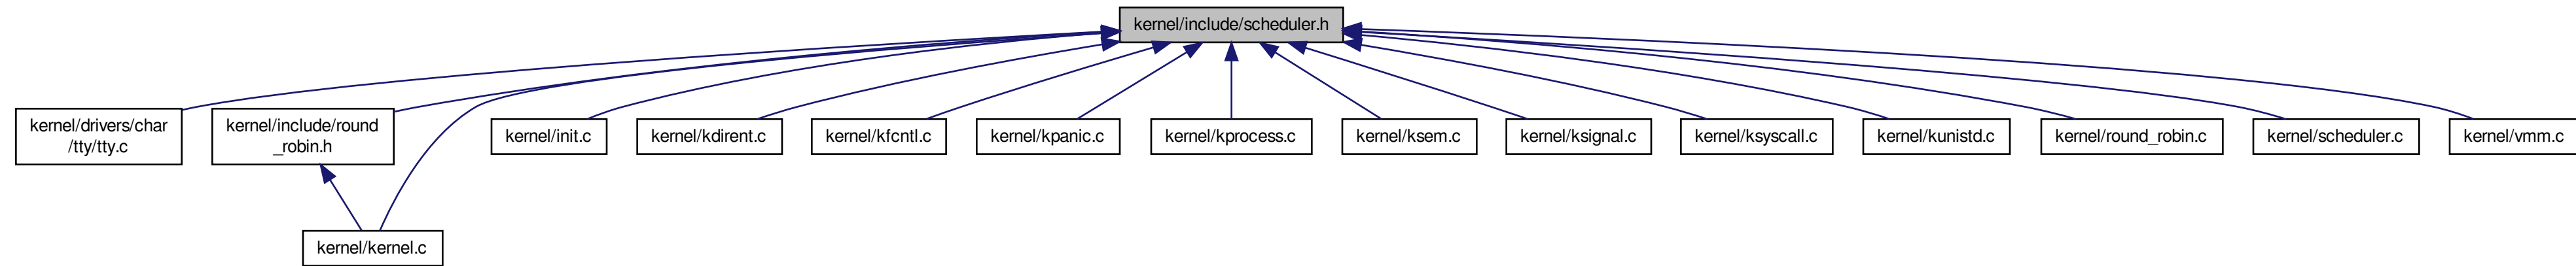 kernel/include/scheduler.h
kernel/drivers/char
/tty/tty.c
kernel/include/round
_robin.h
kernel/init.c
kernel/kdirent.c
kernel/kfcntl.c
kernel/kpanic.c
kernel/kprocess.c
kernel/ksem.c
kernel/ksignal.c
kernel/ksyscall.c
kernel/kunistd.c
kernel/round_robin.c
kernel/scheduler.c
kernel/vmm.c
kernel/kernel.c